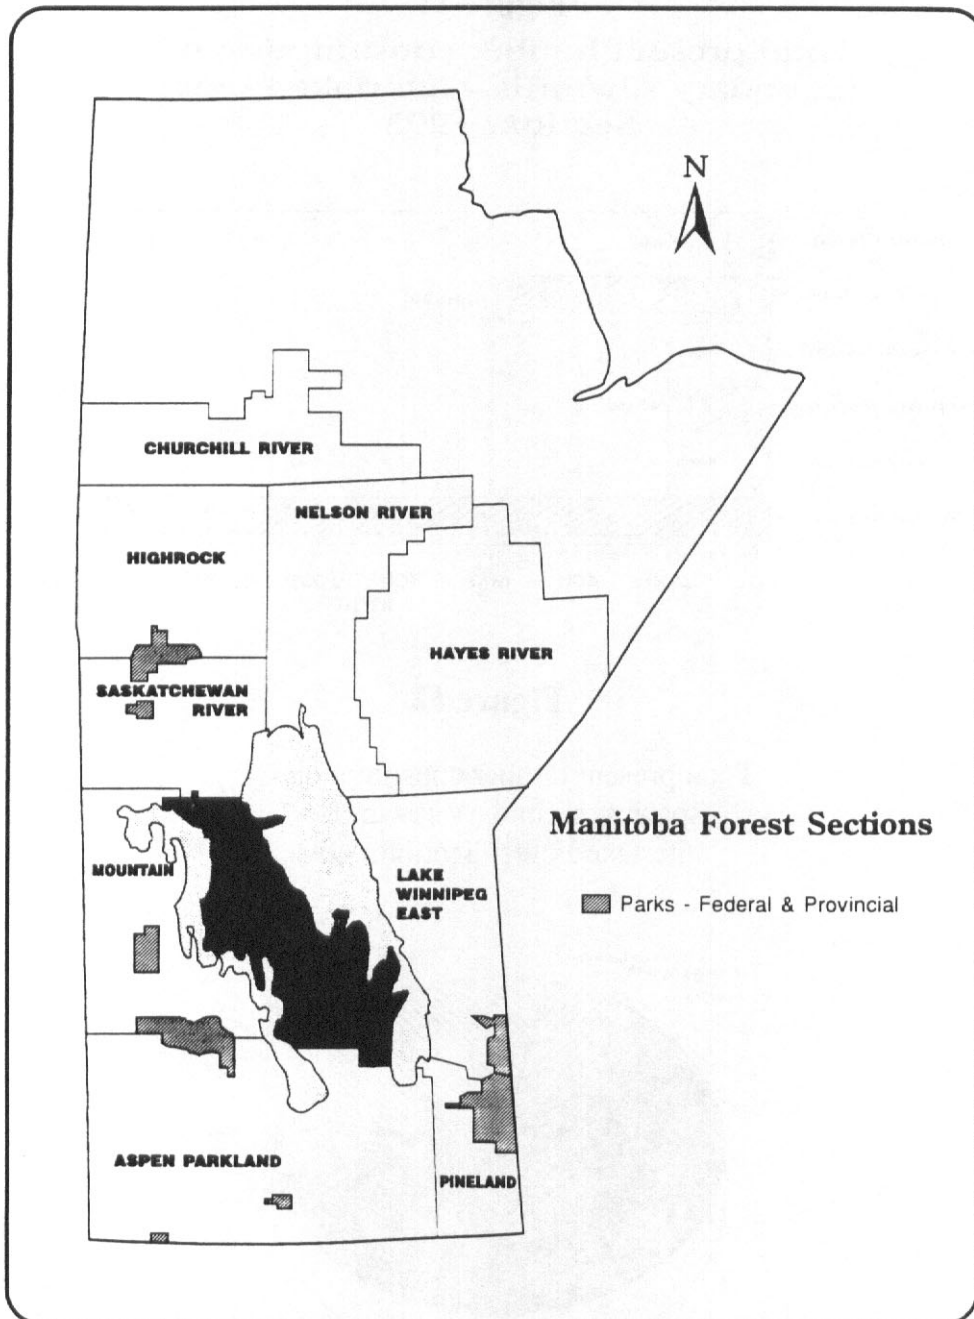 N
CHURCHILL RIVER
NELSON RIVER
HIGHROCK
HAYES RIVER
SASKATCHEWAN
RIVER
Manitoba Forest Sections
MOUNTAIN
LAKE
WINNIPEG
EAST
Parks - Federal & Provincial
ASPEN PARKLAND
PINELAND